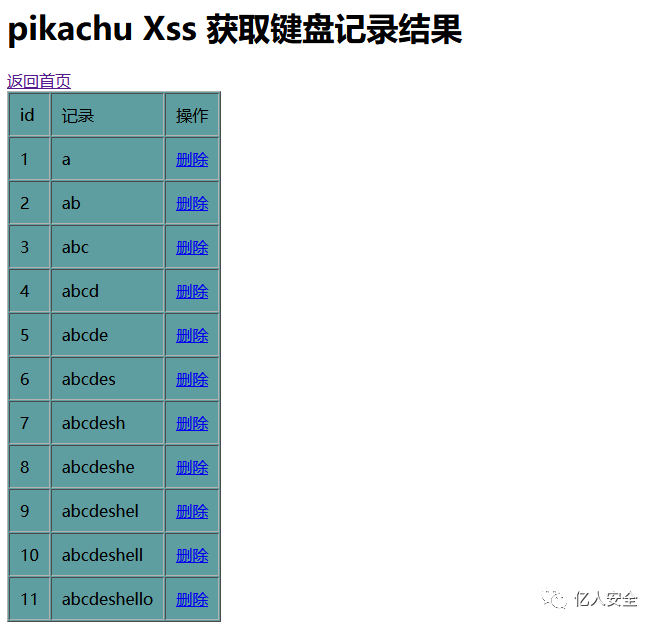 pikachu Xss 获取键盘记录结果
返回首页
id 记录 操作
1 a 删除
2 ab 删除
3 abc 删除
4 abcd 删除
5 abcde 删除
6 abcdes 删除
7 abcdesh 删除
8 abcdeshe 删除
9 abcdeshel 删除
10 abcdeshell 删除
11 abcdeshello 删除
亿人安全